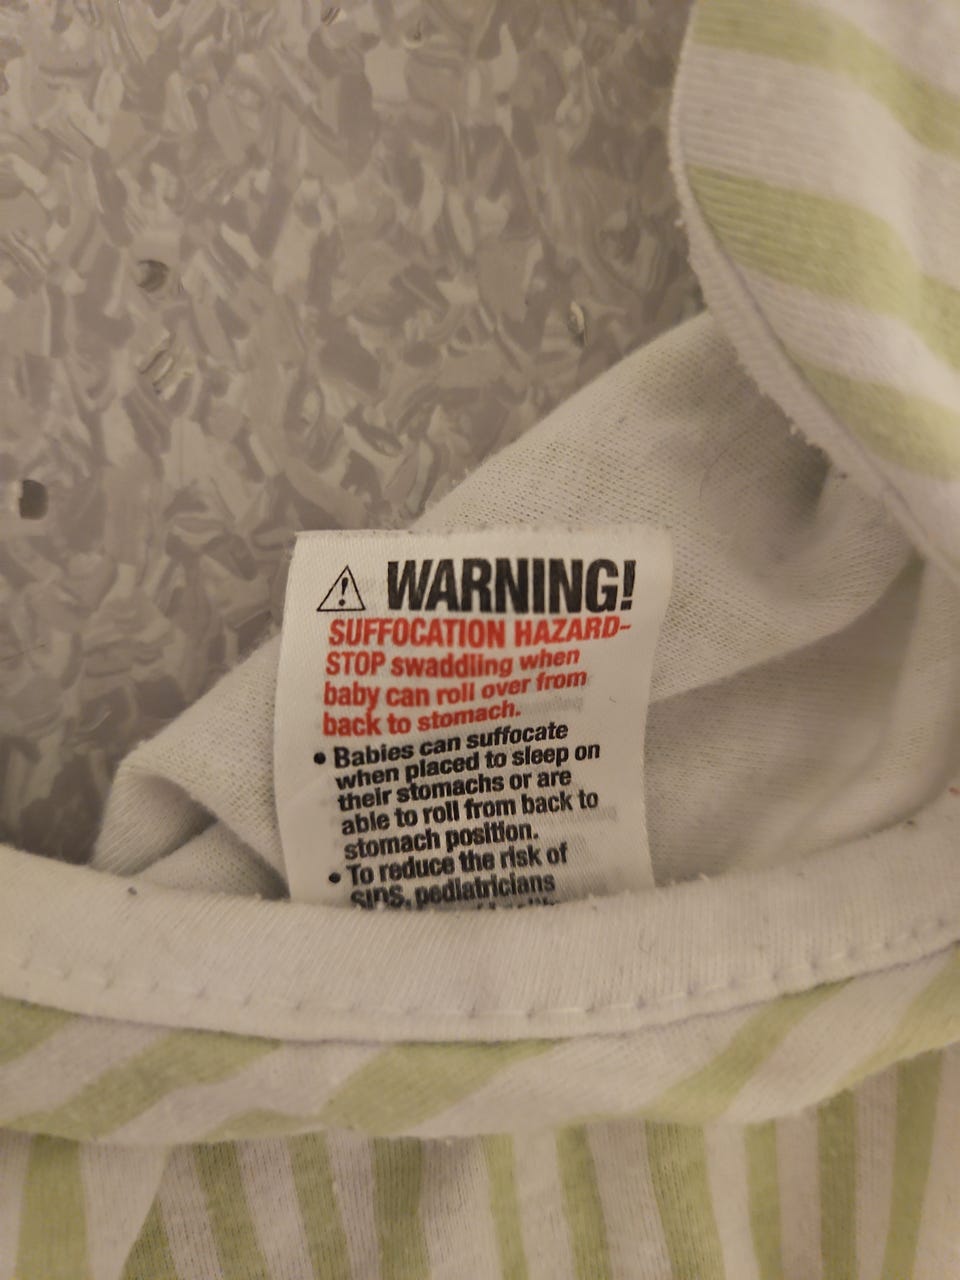 ⚠ WARNING!
SUFFOCATION HAZARD-
STOP swaddling when
baby can roll over from
back to stomach.
• Babies can suffocate
when placed to sleep on
their stomachs or are
able to roll from back to
stomach position.
• To reduce the risk of
SIDS, pediatricians